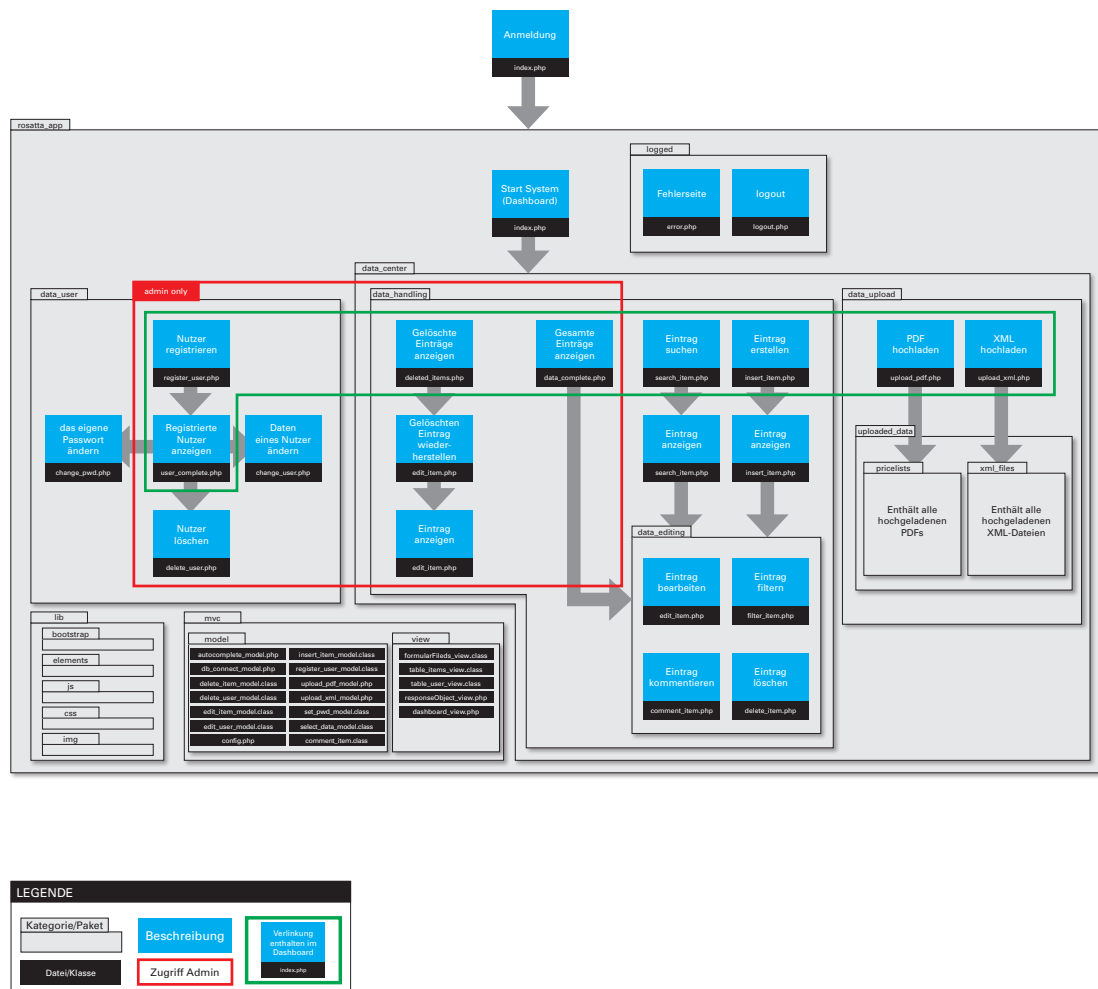 Anmeldung
index.php
rosatta_app
logged
Fehlerseite
error.php
logout
logout.php
Start System
(Dashboard)
index.php
data_center
data_user
admin only
data_handling
data_upload
Nutzer
registrieren
register_user.php
Gelöschte
Einträge
anzeigen
deleted_items.php
Gesamte
Einträge
anzeigen
data_complete.php
Eintrag
suchen
search_item.php
Eintrag
erstellen
insert_item.php
PDF
hochladen
upload_pdf.php
XML
hochladen
upload_xml.php
das eigene
Passwort
ändern
change_pwd.php
Registrierte
Nutzer
anzeigen
user_complete.php
Daten
eines Nutzer
ändern
change_user.php
Gelöschten
Eintrag
wieder-
herstellen
edit_item.php
Eintrag
anzeigen
search_item.php
Eintrag
anzeigen
insert_item.php
uploaded_data
pricelists
Enthält alle
hochgeladenen
PDFs
xml_files
Enthält alle
hochgeladenen
XML-Dateien
Nutzer
löschen
delete_user.php
Eintrag
anzeigen
edit_item.php
data_editing
Eintrag
bearbeiten
edit_item.php
Eintrag
filtern
filter_item.php
Eintrag
kommentieren
comment_item.php
Eintrag
löschen
delete_item.php
lib
bootstrap
elements
js
css
img
mvc
model
autocomplete_model.php
insert_item_model.class
db_connect_model.php
register_user_model.class
delete_item_model.class
upload_pdf_model.php
delete_user_model.class
upload_xml_model.php
edit_item_model.class
set_pwd_model.class
edit_user_model.class
select_data_model.class
config.php
comment_item.class
view
formularFileds_view.class
table_items_view.class
table_user_view.class
responseObject_view.php
dashboard_view.php
LEGENDE
Kategorie/Paket
Beschreibung
Verlinkung
enthalten im
Dashboard
index.php
Datei/Klasse
Zugriff Admin